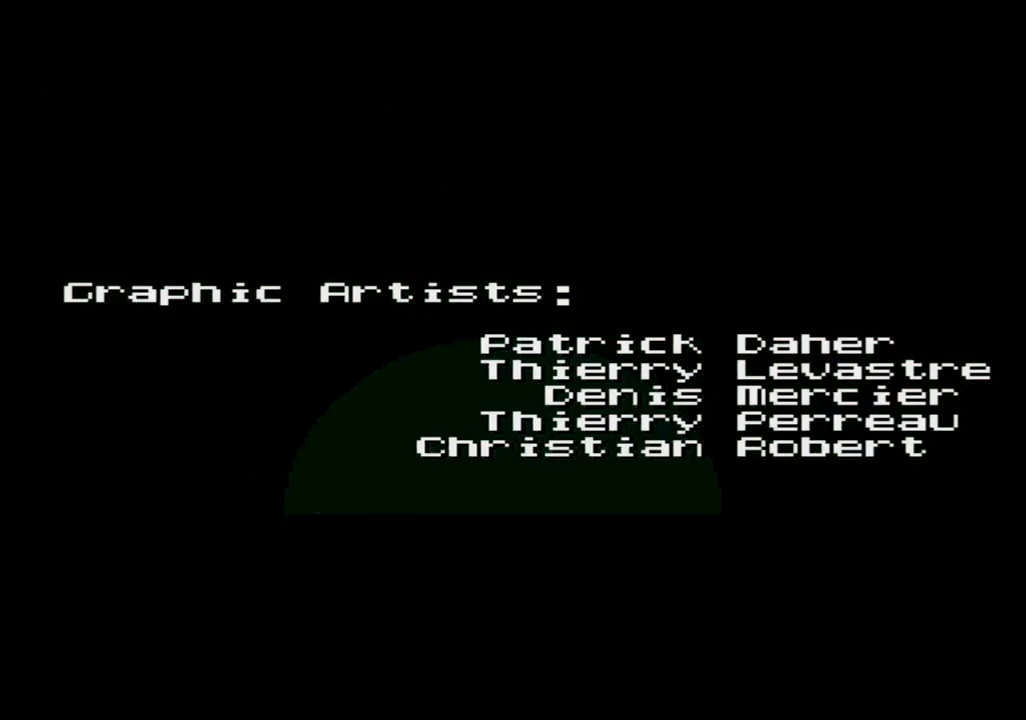 Graphic Artists:
Patrick Daher
Thierry Levastre
Denis Mercier
Thierry Perreau
Christian Robert